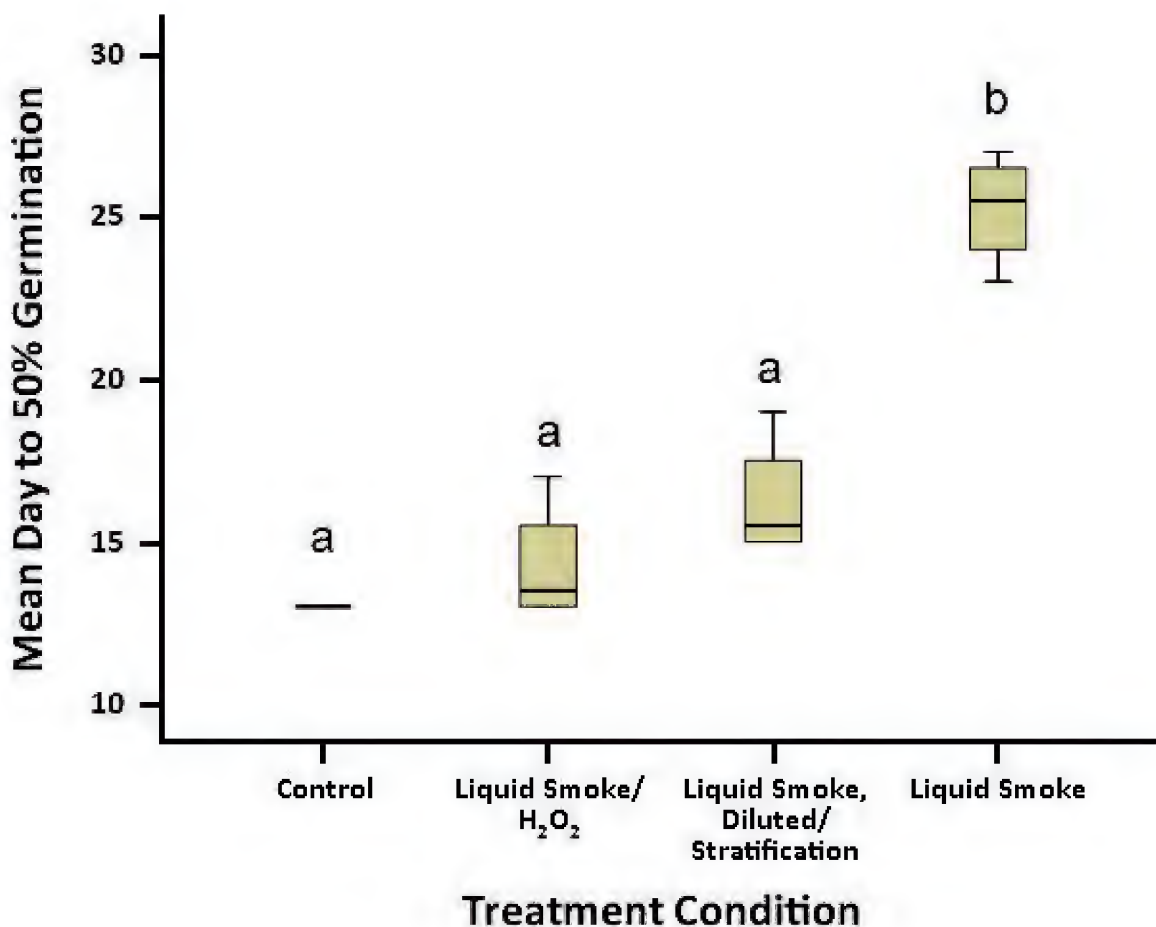 Mean Day to 50% Germination
30
25
20
15
10
a
a
a
b
Control
Liquid Smoke/
H₂O₂
Liquid Smoke,
Diluted/
Stratification
Liquid Smoke
Treatment Condition